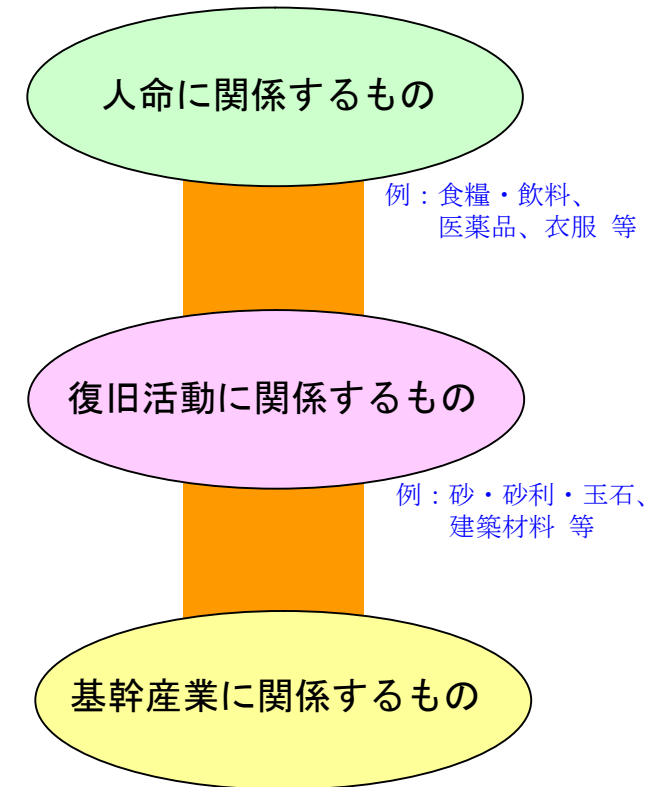 人命に関係するもの
例：食糧・飲料、
医薬品、衣服 等
復旧活動に関係するもの
例：砂・砂利・玉石、
建築材料 等
基幹産業に関係するもの